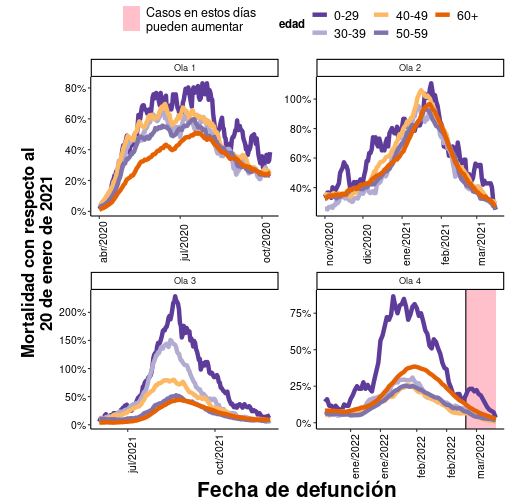 Casos en estos días
pueden aumentar
edad
0-29
30-39
40-49
50-59
60+
Mortalidad con respecto al
20 de enero de 2021
Ola 1
80%
60%
40%
20%
0%
abr/2020
jul/2020
oct/2020
Ola 2
100%
80%
60%
40%
nov/2020
dic/2020
ene/2021
feb/2021
mar/2021
Ola 3
200%
150%
100%
50%
0%
jul/2021
oct/2021
Ola 4
75%
50%
25%
0%
ene/2022
ene/2022
feb/2022
feb/2022
mar/2022
Fecha de defunción